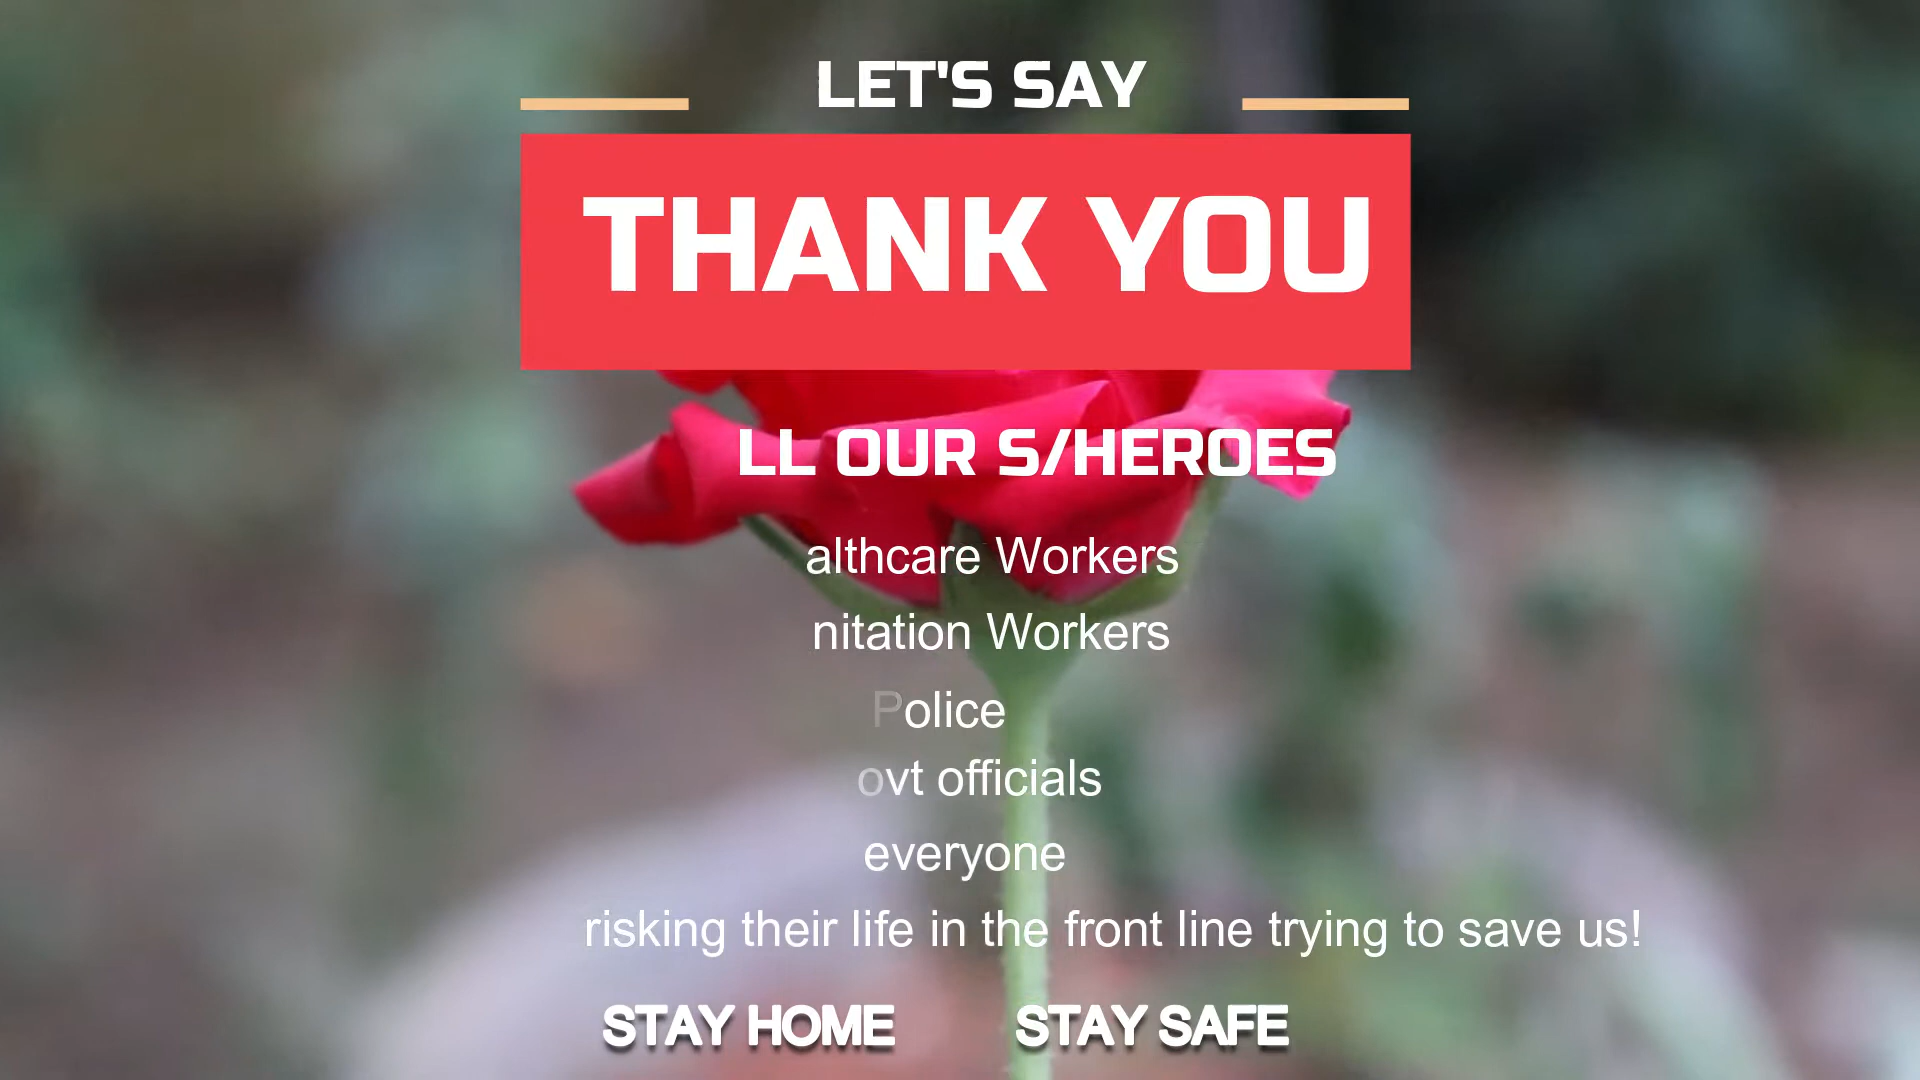 LET'S SAY
THANK YOU
LL OUR S/HEROES
althcare Workers
nitation Workers
Police
ovt officials
everyone
risking their life in the front line trying to save us!
STAY HOME STAY SAFE